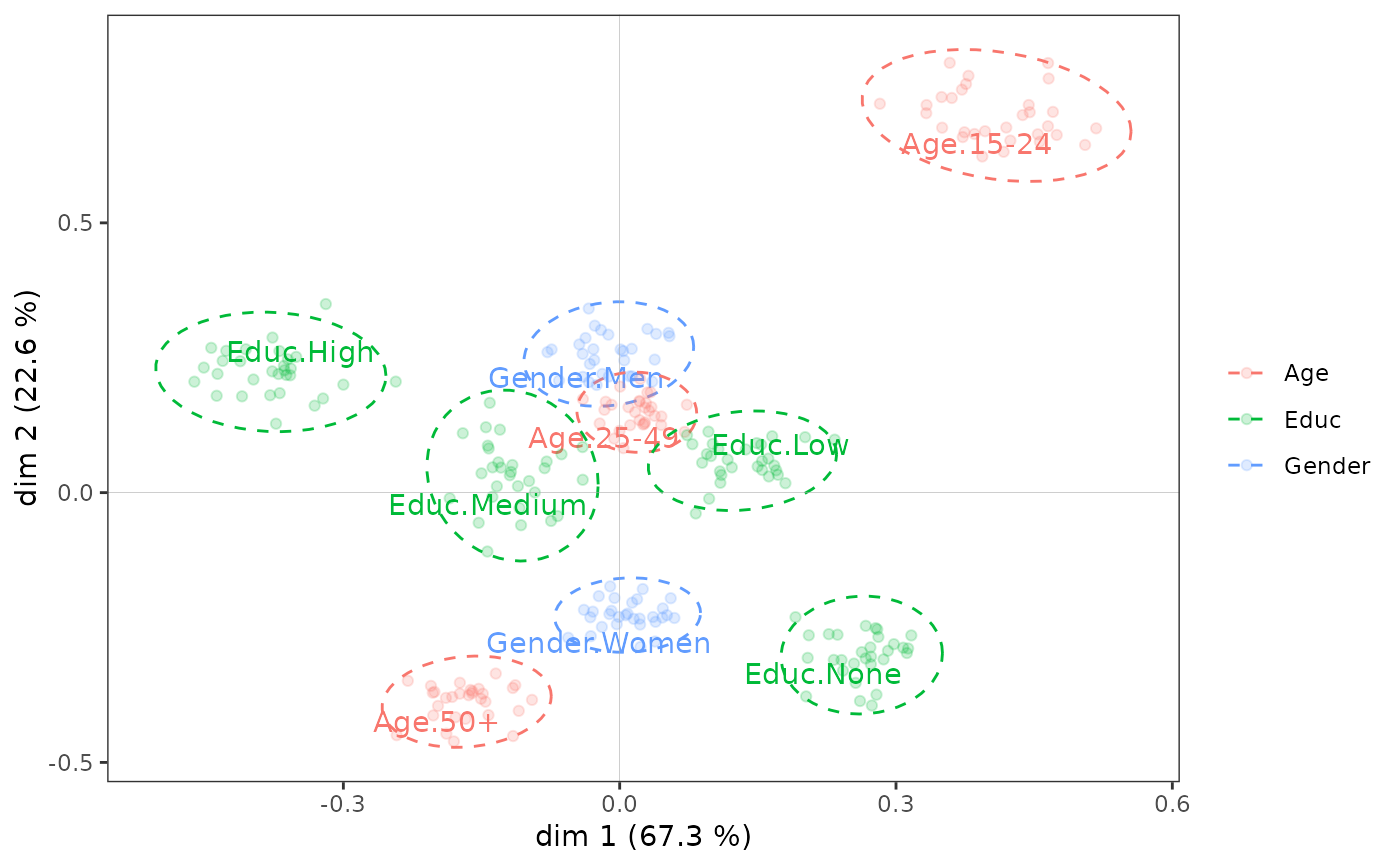 Age.15-24
0.5
Educ.High
Gender.Men
Age.25-49
Educ.Low
0.0
Educ.Medium
Gender.Women
Educ.None
Age.50+
-0.5
-0.3
0.0
0.3
0.6
dim 1 (67.3 %)
dim 2 (22.6 %)
Age
Educ
Gender